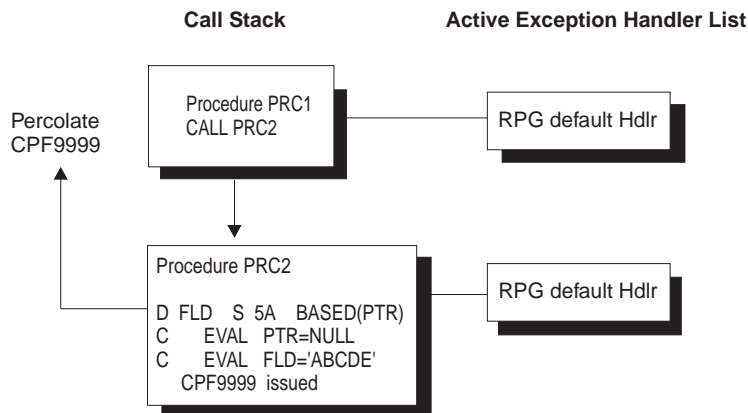 Call Stack
Active Exception Handler List
Procedure PRC1
CALL PRC2
RPG default Hdlr
Percolate
CPF9999
Procedure PRC2
D FLD S 5A BASED(PTR)
C EVAL PTR=NULL
C EVAL FLD='ABCDE'
CPF9999 issued
RPG default Hdlr